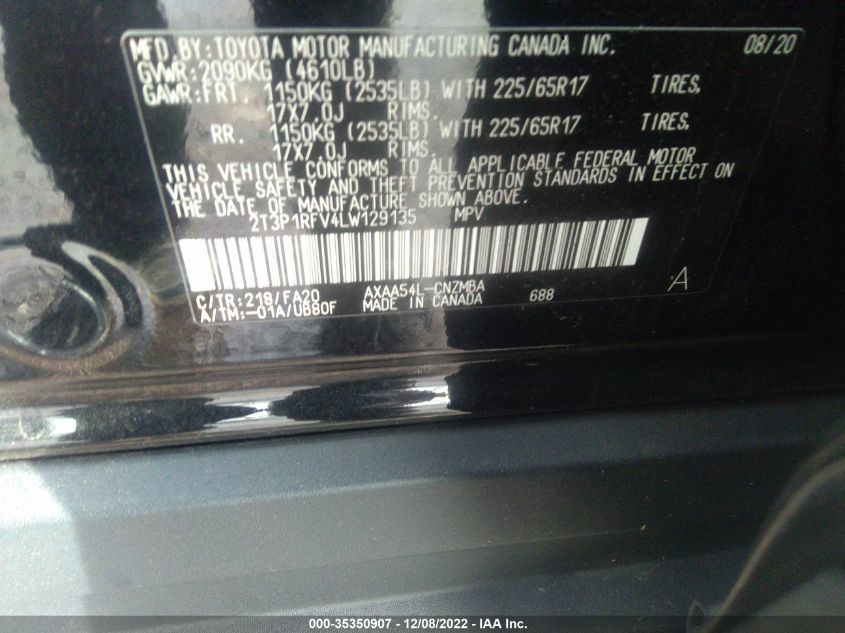 MFD.BY:TOYOTA MOTOR MANUFACTURING CANADA INC. 08/20
GVWR:2090KG (4610LB)
GAWR:FRT. 1150KG (2535LB) WITH 225/65R17 TIRES,
17X7.0J RIMS.
RR. 1150KG (2535LB) WITH 225/65R17 TIRES,
17X7.0J RIMS.
THIS VEHICLE CONFORMS TO ALL APPLICABLE FEDERAL MOTOR
VEHICLE SAFETY AND THEFT PREVENTION STANDARDS IN EFFECT ON
THE DATE OF MANUFACTURE SHOWN ABOVE.
2T3P1RFV4LW129135 MPV
C/TR:218/FA20 AXAA54L-CNZMBA 688 A
A/TM:-01A/UB80F MADE IN CANADA
000-35350907 - 12/08/2022 - IAA Inc.